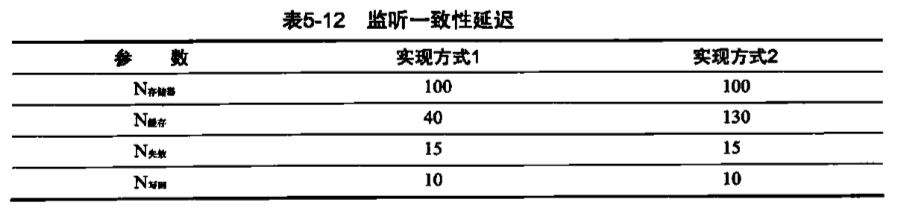 表5-12 监听一致性延迟
参 数 实现方式1 实现方式2
N存储器 100 100
N缓存 40 130
N失效 15 15
N写回 10 10